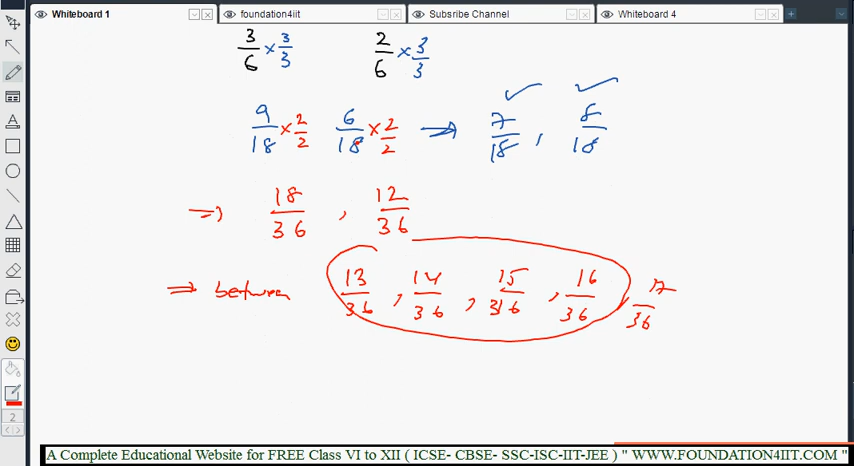 Whiteboard 1 foundation4iit Subsribe Channel Whiteboard 4
3/6 × 3/3 2/6 × 3/3
9/18 × 2/2 6/18 × 2/2 → 7/18 , 8/18
⇒ 18/36 , 12/36
⇒ between 13/36 , 14/36 , 15/36 , 16/36 , 17/36
2
A Complete Educational Website for FREE Class VI to XII ( ICSE- CBSE- SSC-ISC-IIT-JEE ) " WWW.FOUNDATION4IIT.COM "